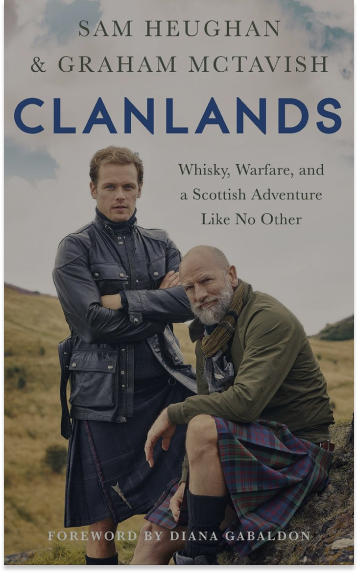 SAM HEUGHAN
& GRAHAM MCTAVISH
CLANLANDS
Whisky, Warfare, and
a Scottish Adventure
Like No Other
FOREWORD BY DIANA GABALDON